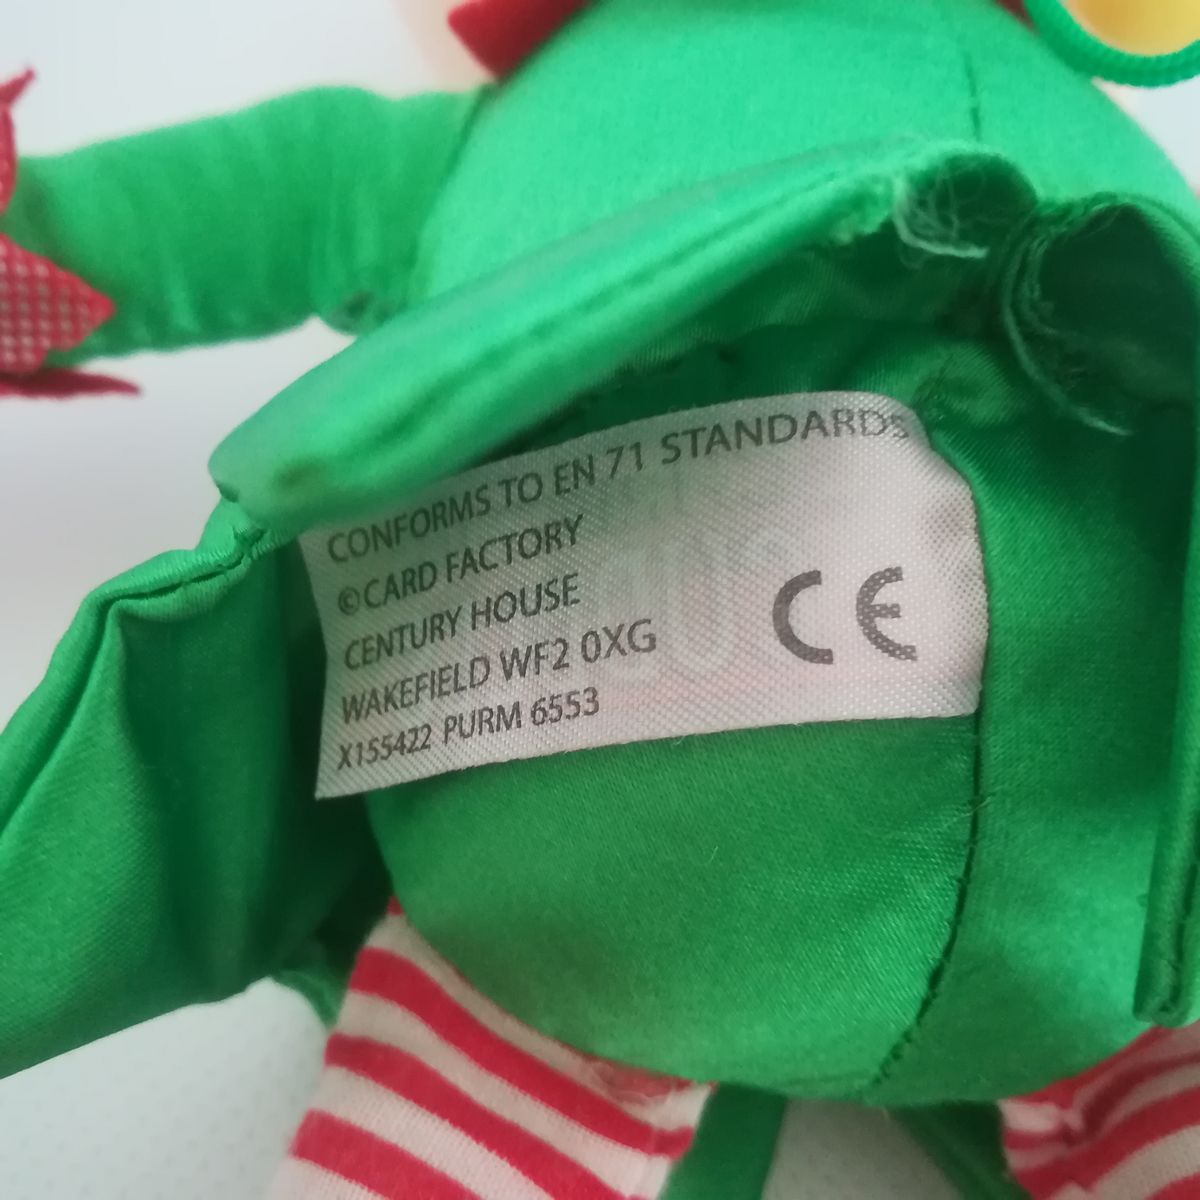 CONFORMS TO EN 71 STANDARDS
©CARD FACTORY
CENTURY HOUSE
WAKEFIELD WF2 0XG
X155422 PURM 6553
CE